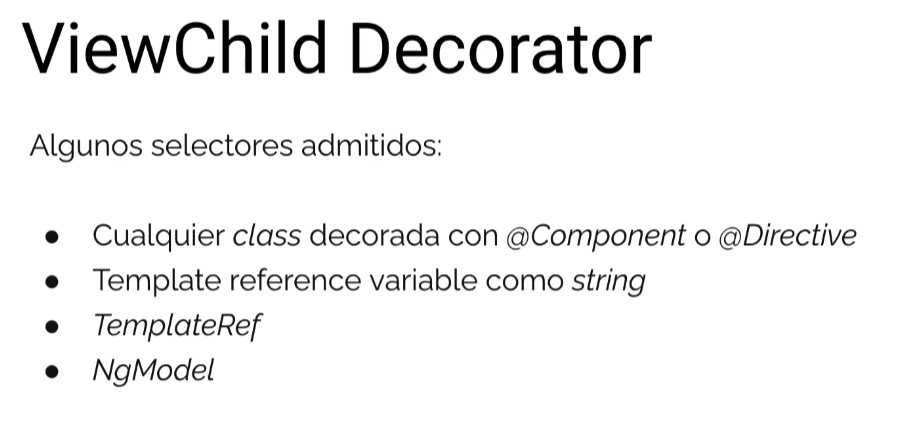 ViewChild Decorator
Algunos selectores admitidos:
● Cualquier class decorada con @Component o @Directive
● Template reference variable como string
● TemplateRef
● NgModel